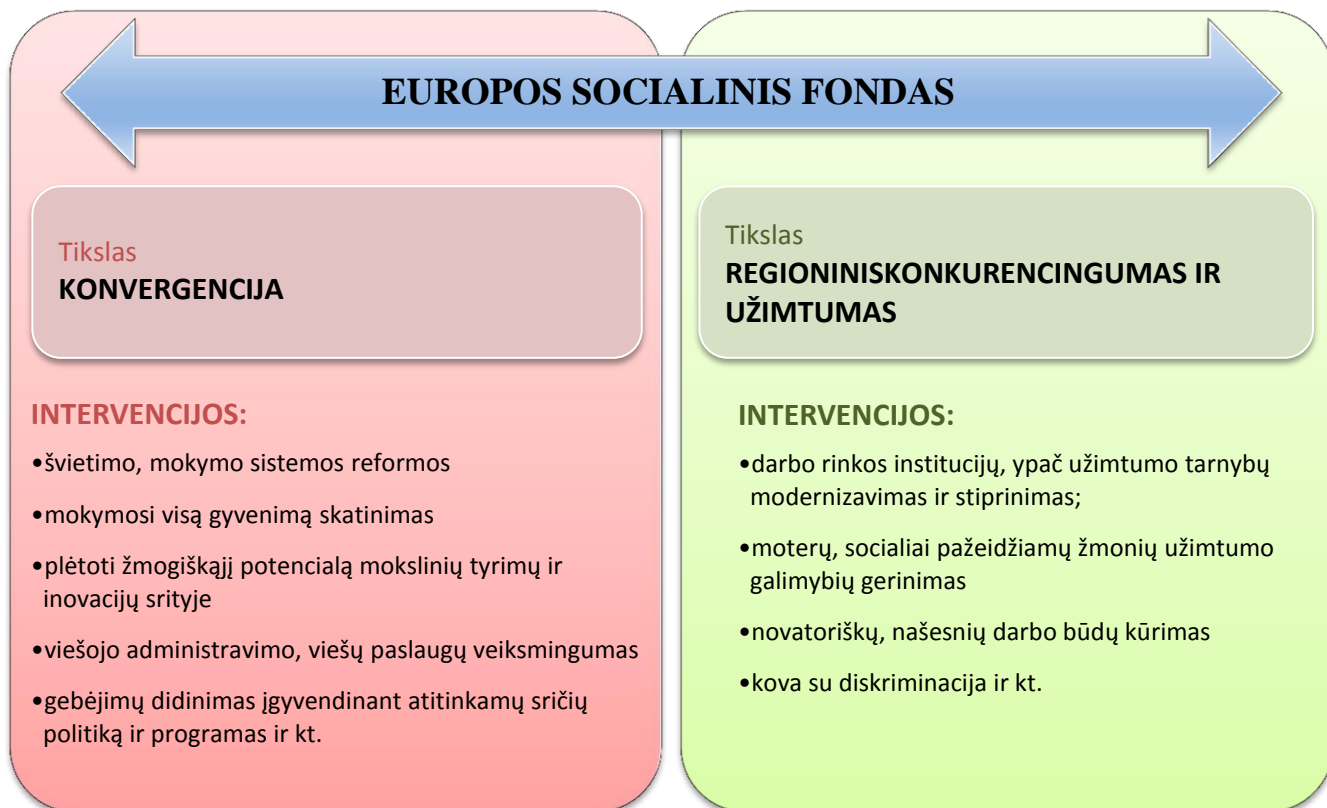 EUROPOS SOCIALINIS FONDAS
Tikslas
KONVERGENCIJA
INTERVENCIJOS:
•švietimo, mokymo sistemos reformos
•mokymosi visą gyvenimą skatinimas
•plėtoti žmogiškąjį potencialą mokslinių tyrimų ir
inovacijų srityje
•viešojo administravimo, viešų paslaugų veiksmingumas
•gebėjimų didinimas įgyvendinant atitinkamų sričių
politiką ir programas ir kt.
Tikslas
REGIONINISKONKURENCINGUMAS IR
UŽIMTUMAS
INTERVENCIJOS:
•darbo rinkos institucijų, ypač užimtumo tarnybų
modernizavimas ir stiprinimas;
•moterų, socialiai pažeidžiamų žmonių užimtumo
galimybių gerinimas
•novatoriškų, našesnių darbo būdų kūrimas
•kova su diskriminacija ir kt.